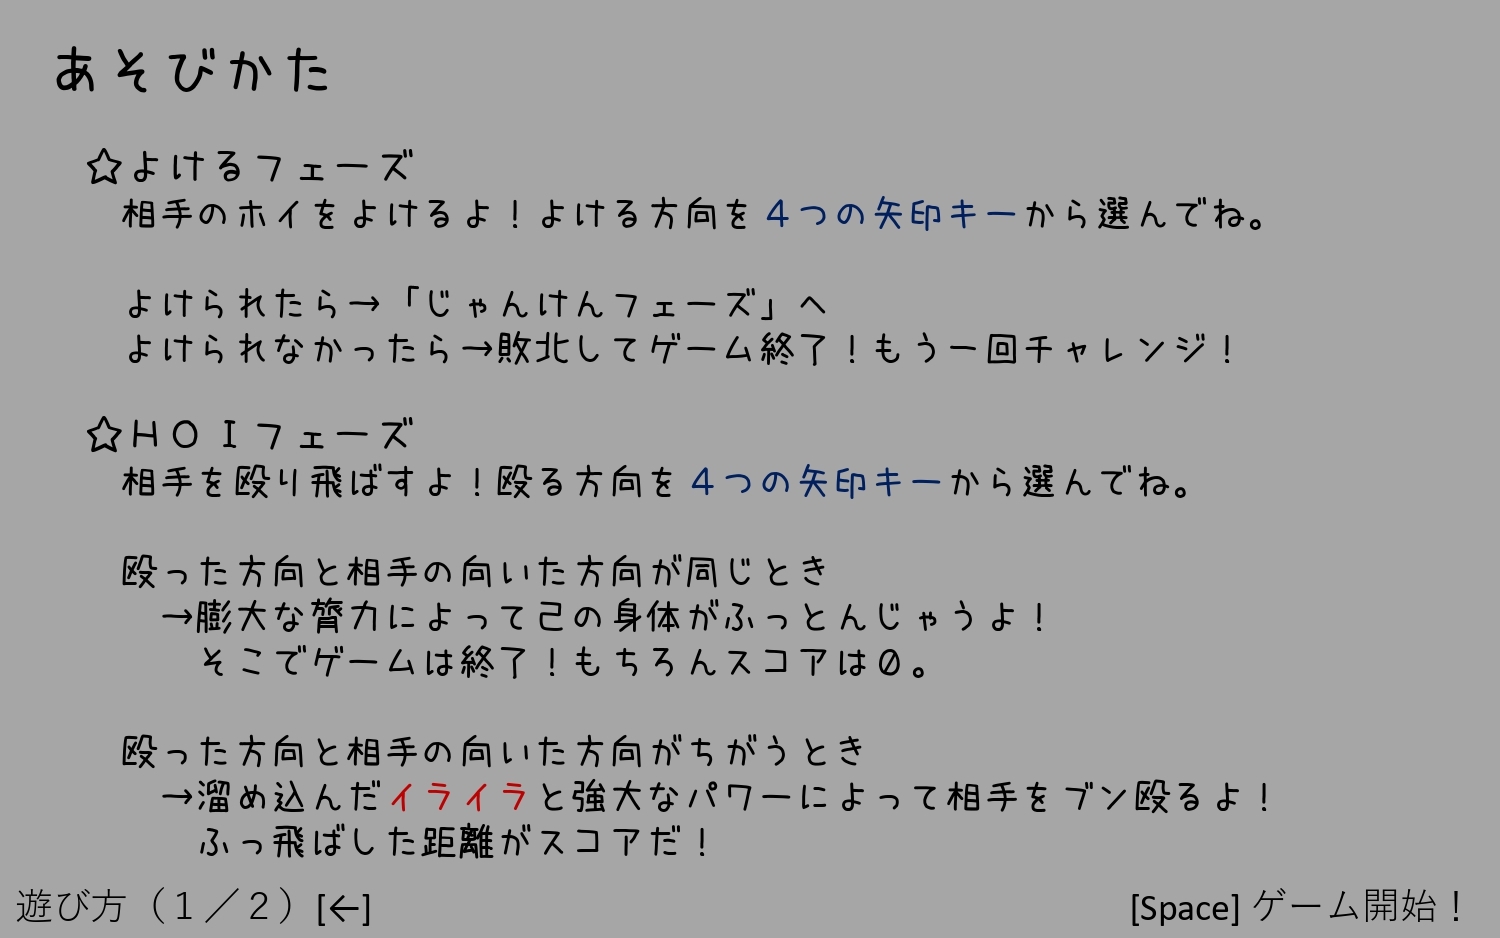 あそびかた
☆よけるフェーズ
相手のホイをよけるよ！よける方向を４つの矢印キーから選んでね。
よけられたら→「じゃんけんフェーズ」へ
よけられなかったら→敗北してゲーム終了！もう一回チャレンジ！
☆ＨＯＩフェーズ
相手を殴り飛ばすよ！殴る方向を４つの矢印キーから選んでね。
殴った方向と相手の向いた方向が同じとき
→膨大な膂力によって己の身体がふっとんじゃうよ！
そこでゲームは終了！もちろんスコアは０。
殴った方向と相手の向いた方向がちがうとき
→溜め込んだイライラと強大なパワーによって相手をブン殴るよ！
ふっ飛ばした距離がスコアだ！
遊び方（１／２）[←]
[Space] ゲーム開始！